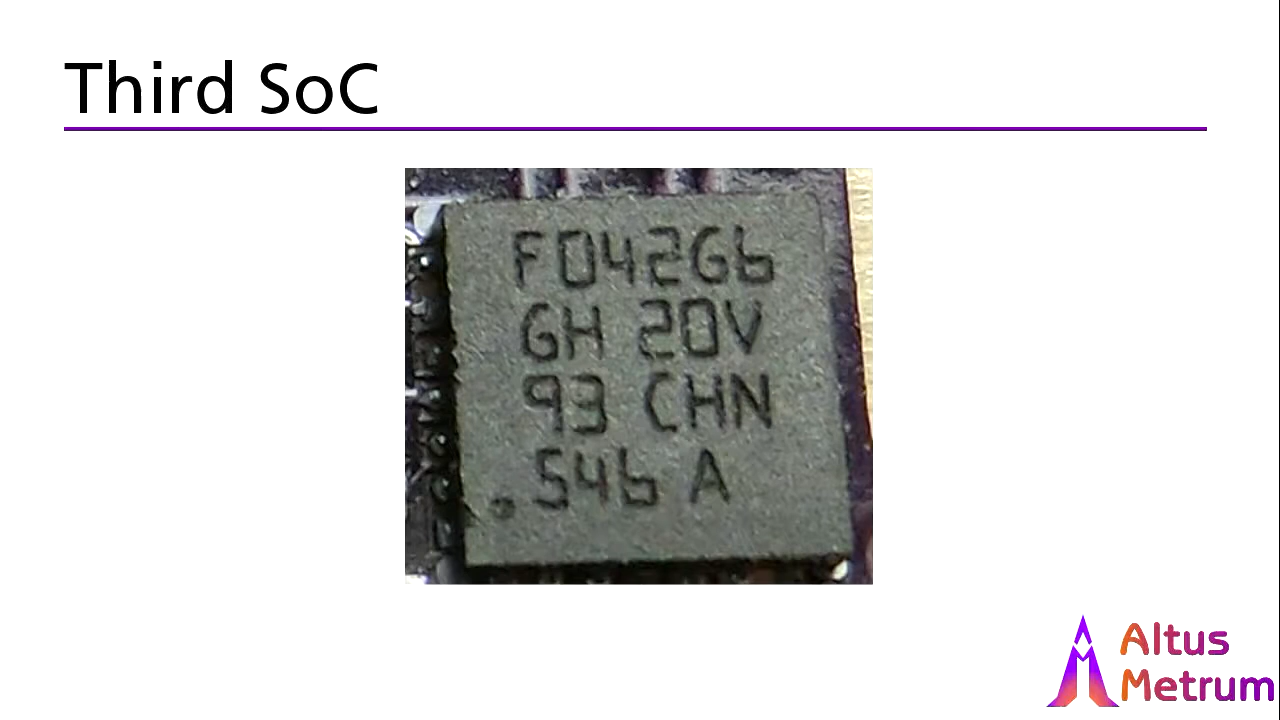 Third SoC
F042G6
GH 20V
93 CHN
.546 A
Altus
Metrum